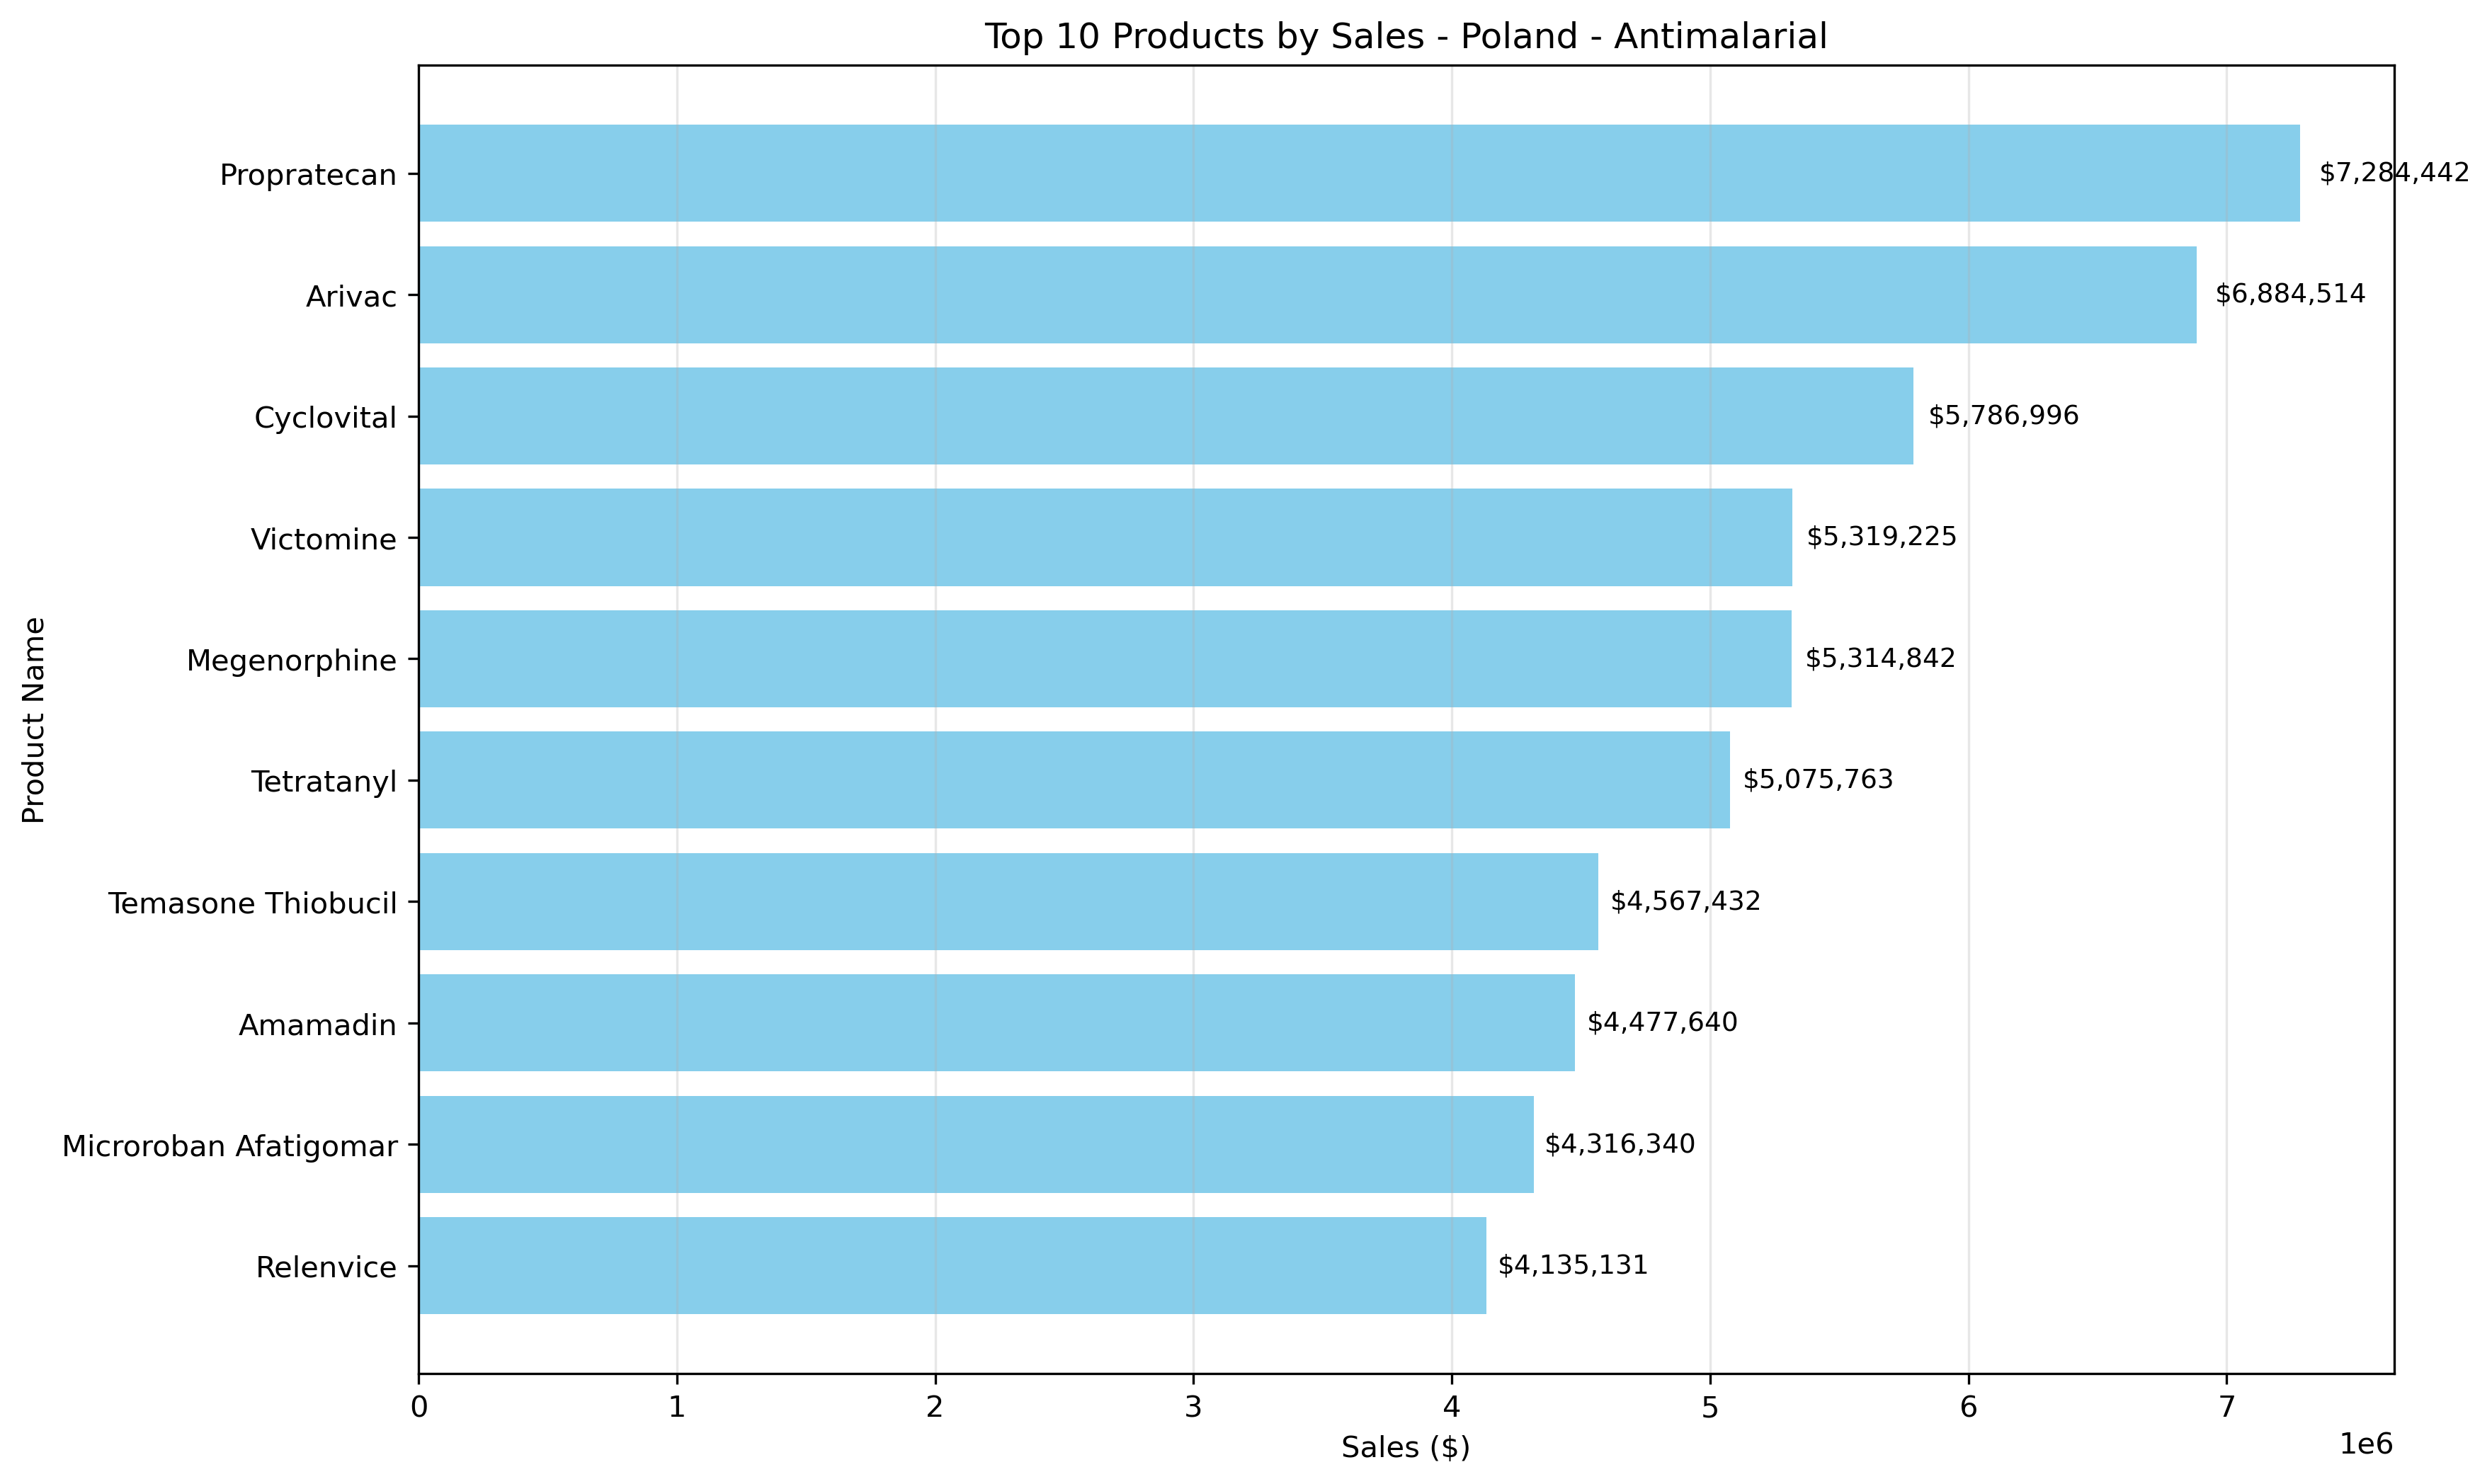 Top 10 Products by Sales - Poland - Antimalarial
Product Name
Propratecan $7,284,442
Arivac $6,884,514
Cyclovital $5,786,996
Victomine $5,319,225
Megenorphine $5,314,842
Tetratanyl $5,075,763
Temasone Thiobucil $4,567,432
Amamadin $4,477,640
Microroban Afatigomar $4,316,340
Relenvice $4,135,131
0 1 2 3 4 5 6 7
1e6
Sales ($)